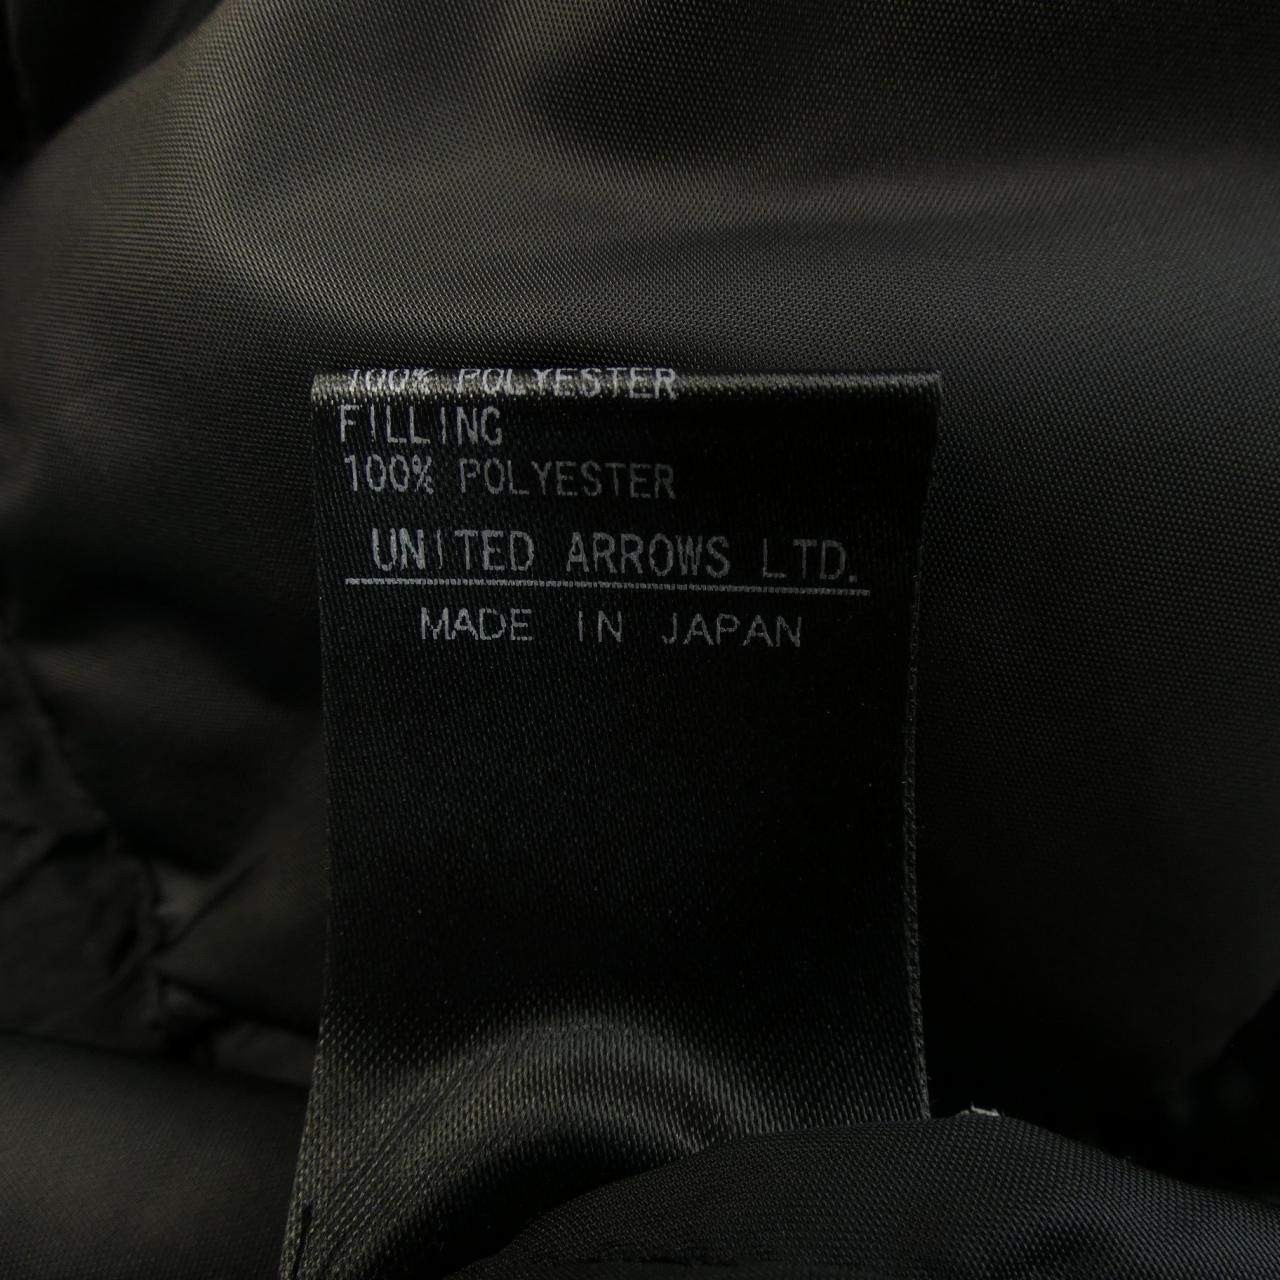 100% POLYESTER
FILLING
100% POLYESTER
UNITED ARROWS LTD.
MADE IN JAPAN